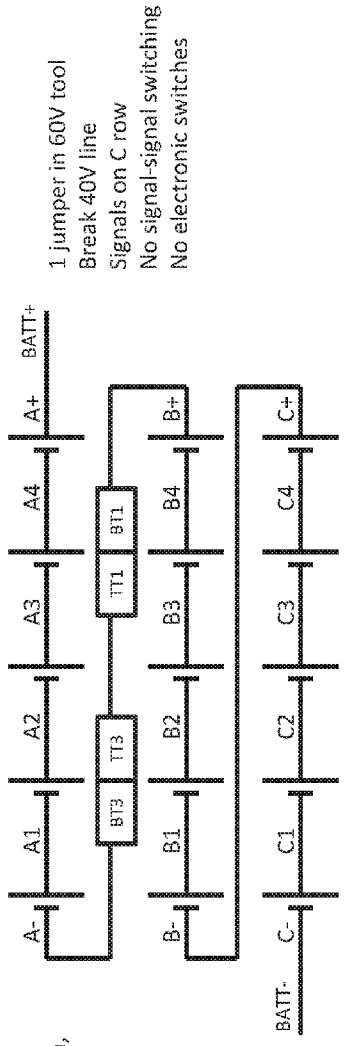 1 jumper in 60V tool
Break 40V line
Signals on C row
No signal-signal switching
No electronic switches
A- A1 A2 A3 A4 A+ BATT+
BT3 TT3 TT1 BT1
B- B1 B2 B3 B4 B+
BATT- C- C1 C2 C3 C4 C+